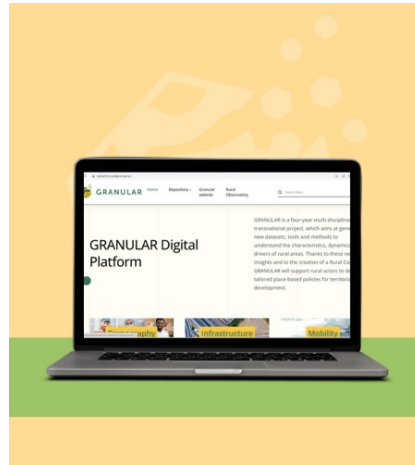 GRANULAR
Home
Repository
Granular website
Rural Observatory
GRANULAR Digital
Platform
GRANULAR is a four-year multi-disciplina
transnational project, which aims at gene
new datasets, tools and methods to
understand the characteristics, dynamics
drivers of rural areas. Thanks to these ne
insights and to the creation of a Rural Co
GRANULAR will support rural actors to de
tailored place-based policies for territoria
development.
Infrastructure
Mobility